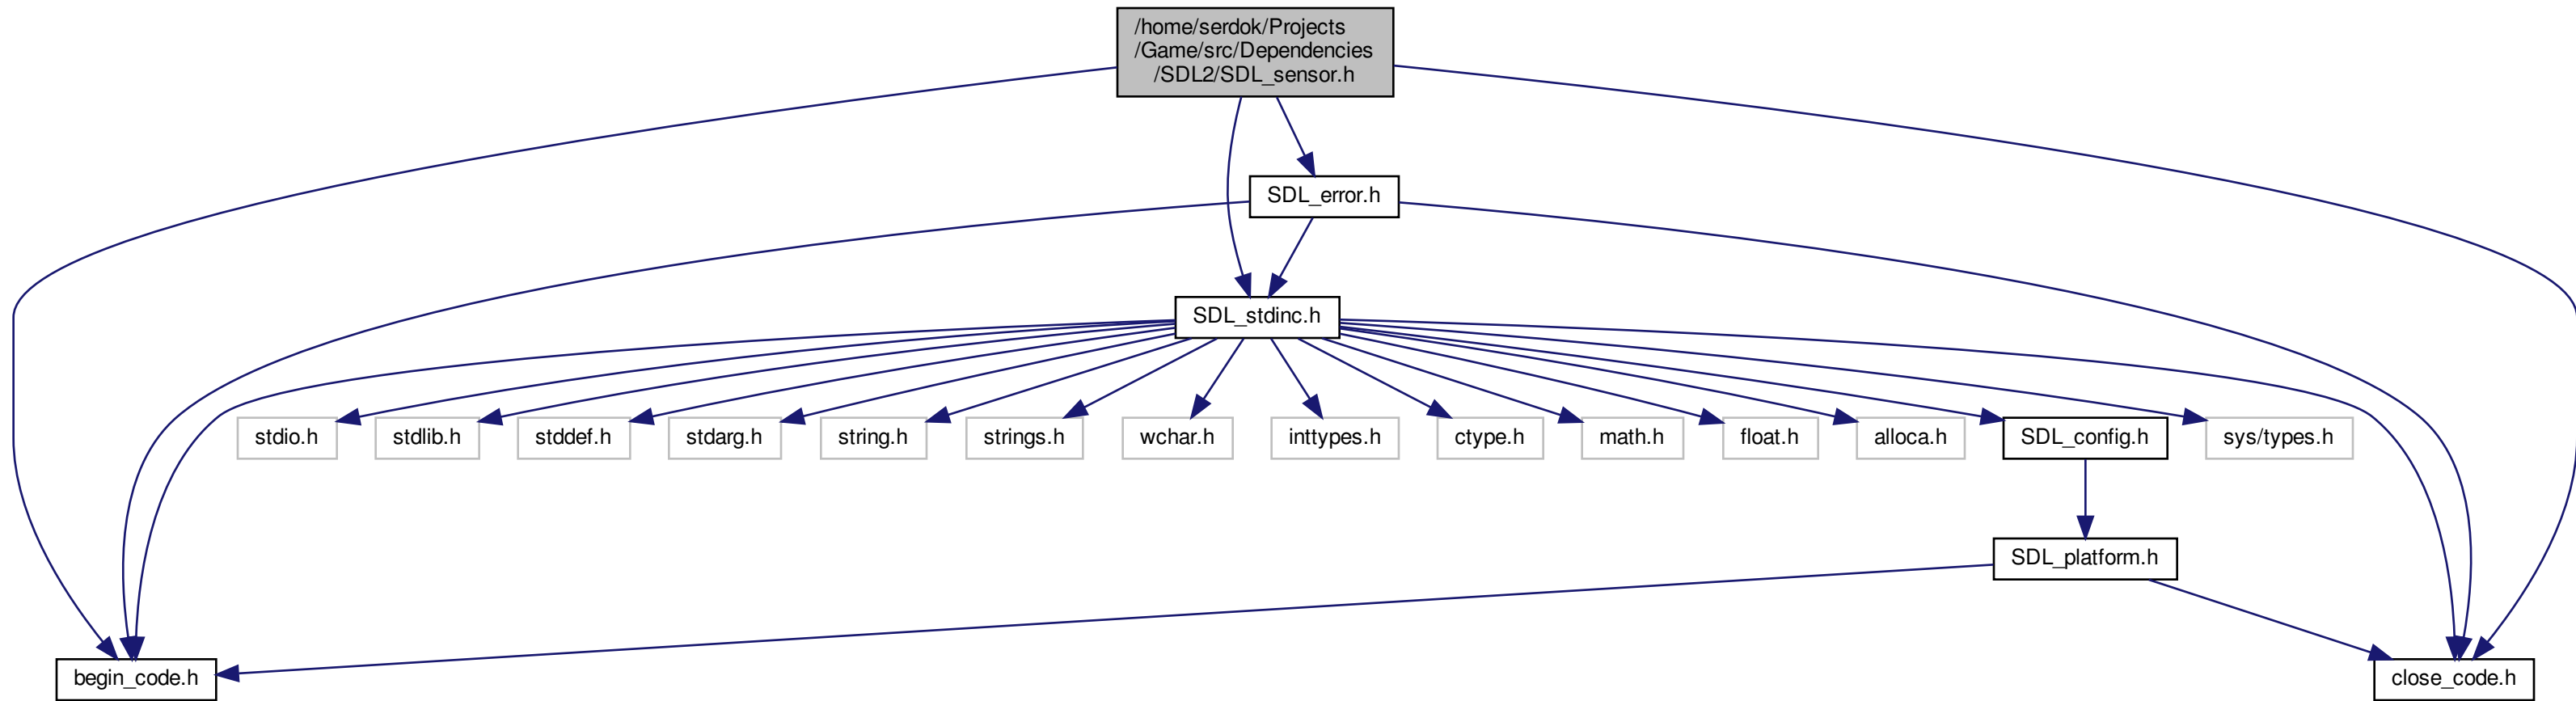 /home/serdok/Projects
/Game/src/Dependencies
/SDL2/SDL_sensor.h
SDL_error.h
SDL_stdinc.h
stdio.h
stdlib.h
stddef.h
stdarg.h
string.h
strings.h
wchar.h
inttypes.h
ctype.h
math.h
float.h
alloca.h
SDL_config.h
sys/types.h
SDL_platform.h
begin_code.h
close_code.h